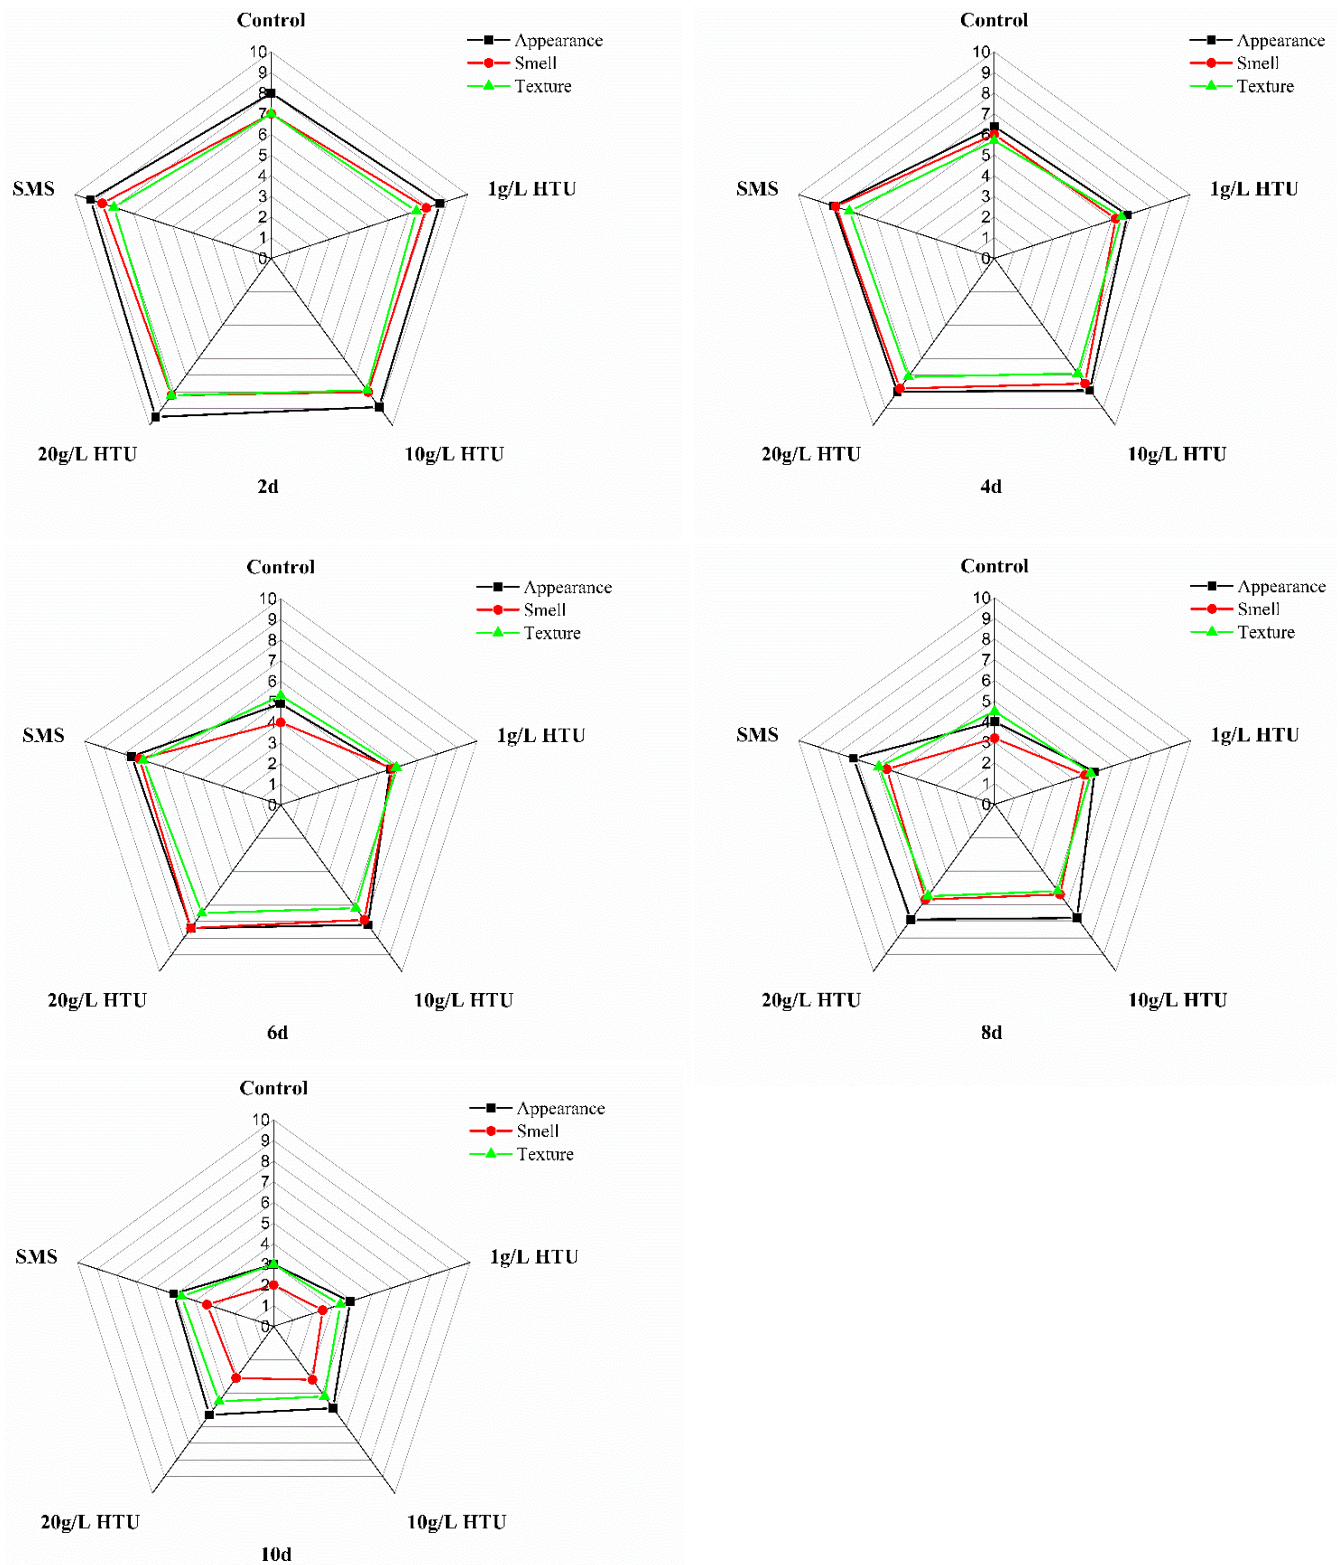 Control
Appearance
Smell
Texture
10
9
8
7
6
5
4
3
2
1
0
SMS
1g/L HTU
20g/L HTU
10g/L HTU
2d
Control
Appearance
Smell
Texture
10
9
8
7
6
5
4
3
2
1
0
SMS
1g/L HTU
20g/L HTU
10g/L HTU
4d
Control
Appearance
Smell
Texture
10
9
8
7
6
5
4
3
2
1
0
SMS
1g/L HTU
20g/L HTU
10g/L HTU
6d
Control
Appearance
Smell
Texture
10
9
8
7
6
5
4
3
2
1
0
SMS
1g/L HTU
20g/L HTU
10g/L HTU
8d
Control
Appearance
Smell
Texture
10
9
8
7
6
5
4
3
2
1
0
SMS
1g/L HTU
20g/L HTU
10g/L HTU
10d